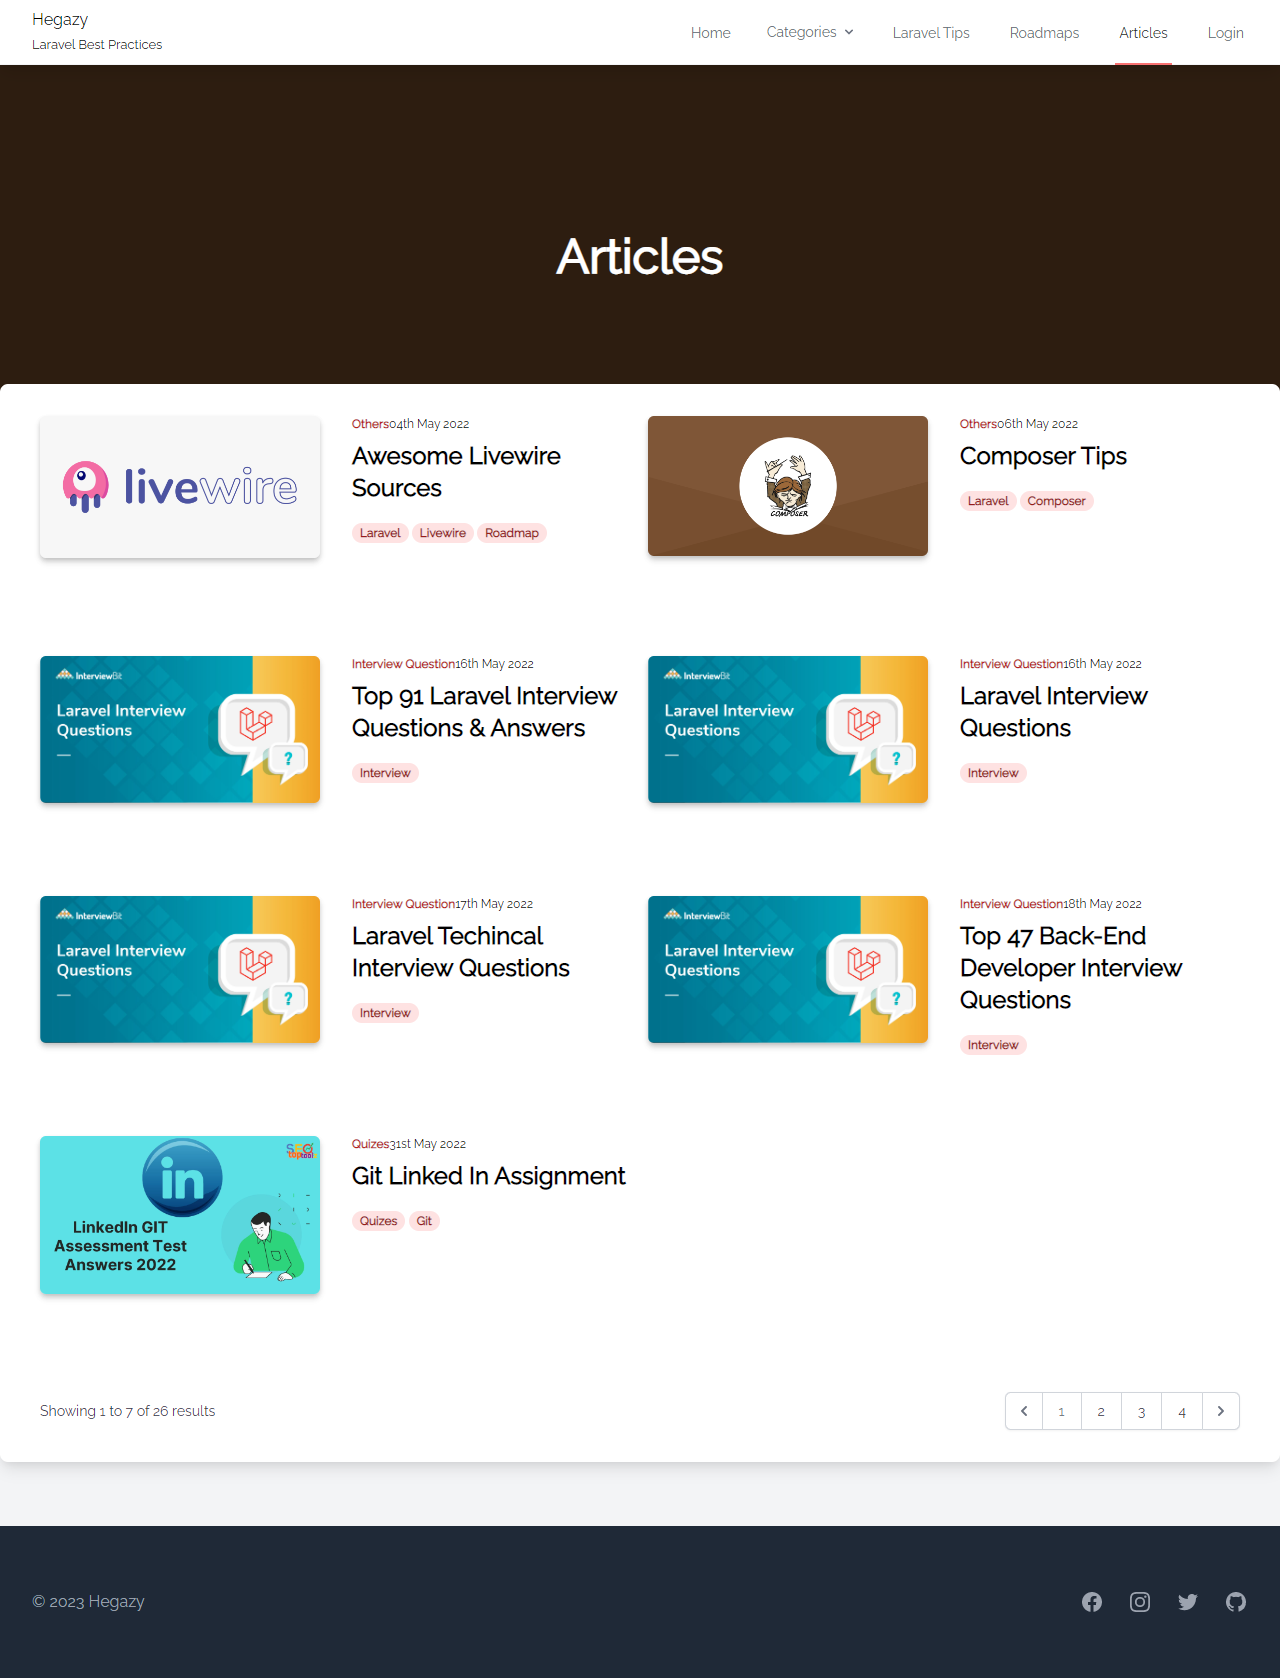 Hegazy
Laravel Best Practices
Home
Categories
Laravel Tips
Roadmaps
Articles
Login
Articles
livewire
Others04th May 2022
Awesome Livewire
Sources
Laravel
Livewire
Roadmap
COMPOSER
Others06th May 2022
Composer Tips
Laravel
Composer
InterviewBit
Laravel Interview
Questions
?
Interview Question16th May 2022
Top 91 Laravel Interview
Questions & Answers
Interview
InterviewBit
Laravel Interview
Questions
?
Interview Question16th May 2022
Laravel Interview
Questions
Interview
InterviewBit
Laravel Interview
Questions
?
Interview Question17th May 2022
Laravel Techincal
Interview Questions
Interview
InterviewBit
Laravel Interview
Questions
?
Interview Question18th May 2022
Top 47 Back-End
Developer Interview
Questions
Interview
in
SEO
top tool
LinkedIn GIT
Assessment Test
Answers 2022
Quizes31st May 2022
Git Linked In Assignment
Quizes
Git
Showing 1 to 7 of 26 results
1 2 3 4
© 2023 Hegazy